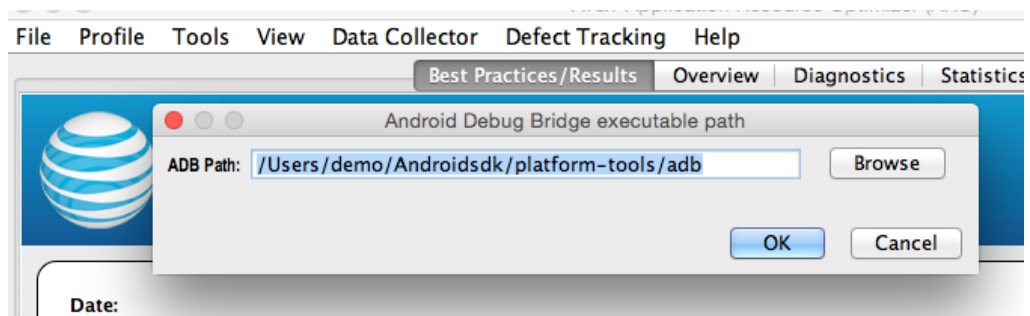 File Profile Tools View Data Collector Defect Tracking Help
Best Practices/Results Overview Diagnostics Statistics
Android Debug Bridge executable path
ADB Path: /Users/demo/Androidsdk/platform-tools/adb Browse
OK Cancel
Date: